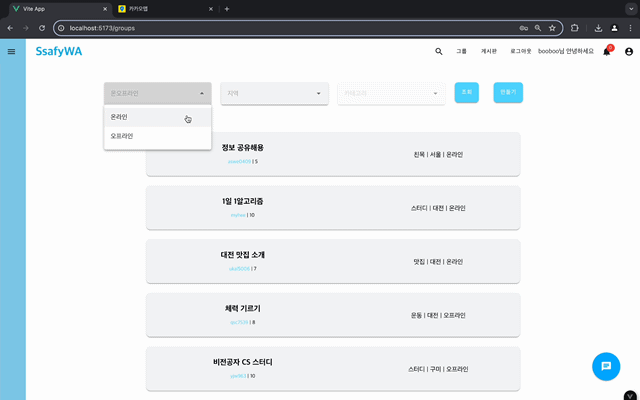 Vite App
카카오맵
localhost:5173/groups
SsafyWA
그룹
게시판
로그아웃
booboo님 안녕하세요
온오프라인
지역
카테고리
조회
만들기
온라인
오프라인
정보 공유해용
| 5
친목 | 서울 | 온라인
1일 1알고리즘
| 10
스터디 | 대전 | 온라인
대전 맛집 소개
| 7
맛집 | 대전 | 온라인
체력 기르기
| 8
운동 | 대전 | 오프라인
비전공자 CS 스터디
| 10
스터디 | 구미 | 오프라인